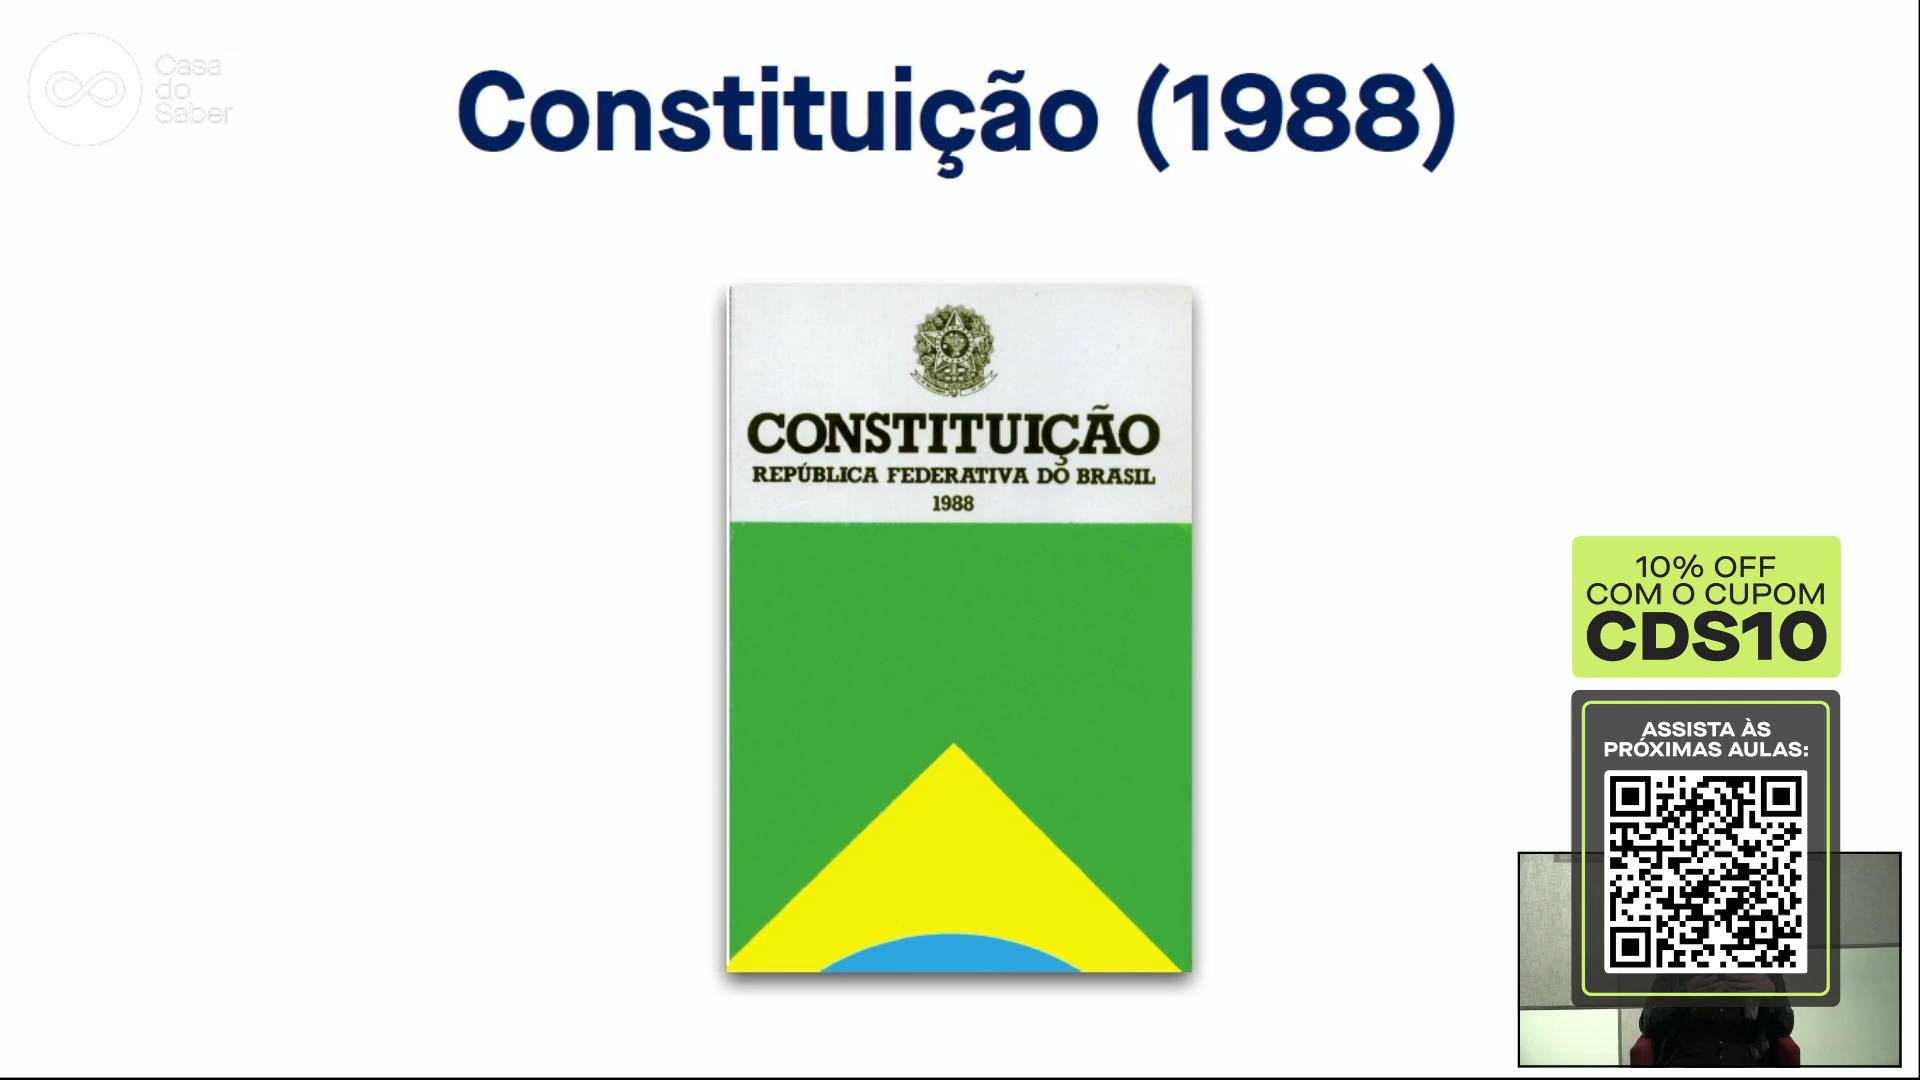 Casa
do
Saber
Constituição (1988)
CONSTITUIÇÃO
REPÚBLICA FEDERATIVA DO BRASIL
1988
10% OFF
COM O CUPOM
CDS10
ASSISTA ÀS
PRÓXIMAS AULAS: